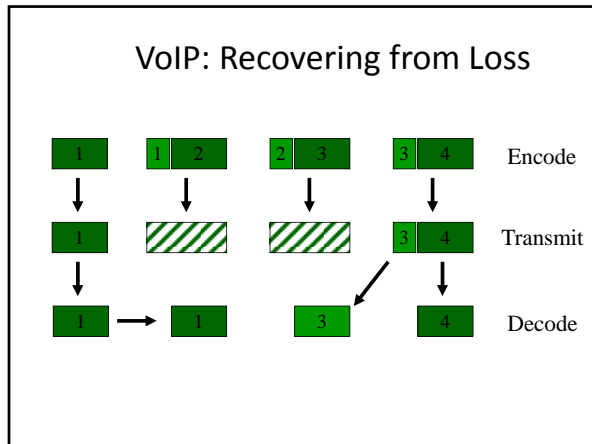 VoIP: Recovering from Loss
1 1 2 2 3 3 4 Encode
1 3 4 Transmit
1 1 3 4 Decode